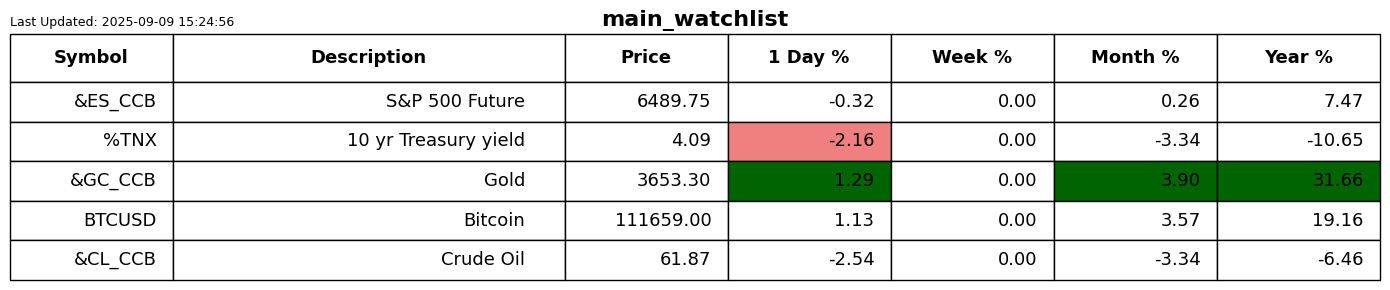 main_watchlist
Last Updated: 2025-09-09 15:24:56
Symbol Description Price 1 Day % Week % Month % Year %
&ES_CCB S&P 500 Future 6489.75 -0.32 0.00 0.26 7.47
%TNX 10 yr Treasury yield 4.09 -2.16 0.00 -3.34 -10.65
&GC_CCB Gold 3653.30 1.29 0.00 3.90 31.66
BTCUSD Bitcoin 111659.00 1.13 0.00 3.57 19.16
&CL_CCB Crude Oil 61.87 -2.54 0.00 -3.34 -6.46